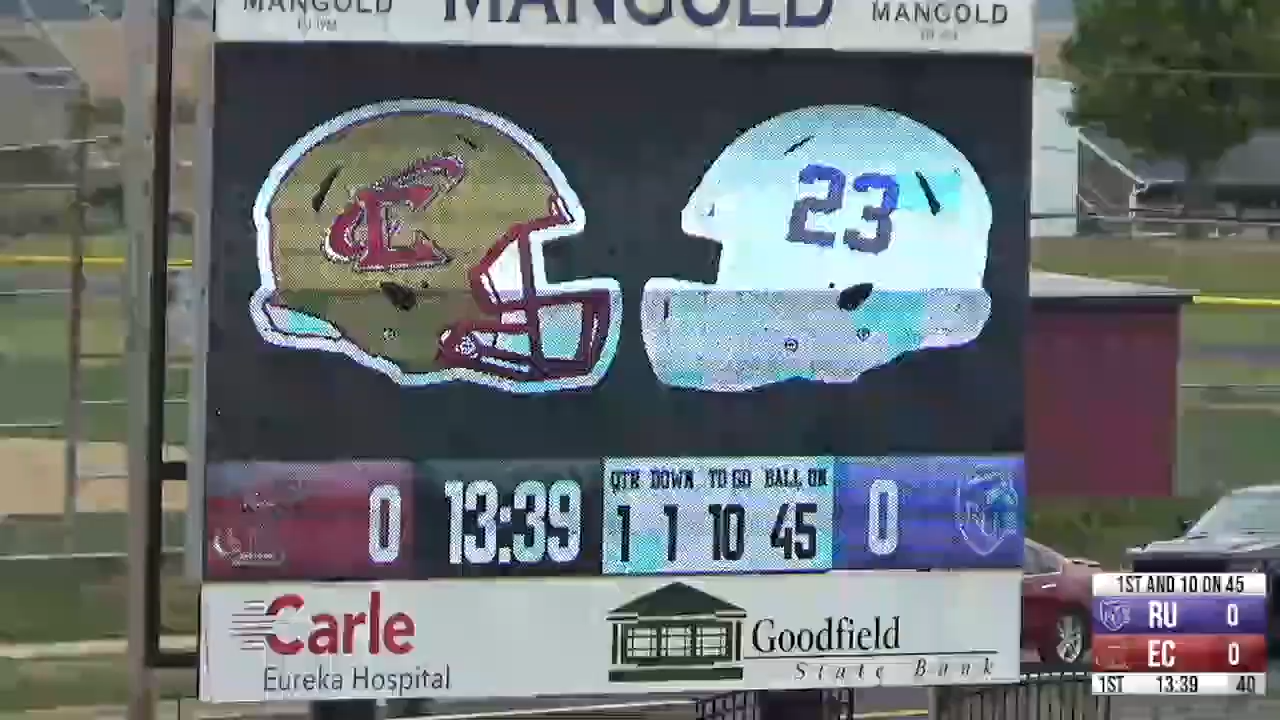 MANGOLD MANGOLD MANGOLD
EC 23
QTR DOWN TO GO BALL ON
0 13:39 1 1 10 45 0
Carle
Eureka Hospital
Goodfield
State Bank
1ST AND 10 ON 45
RU 0
EC 0
1ST 13:39 40